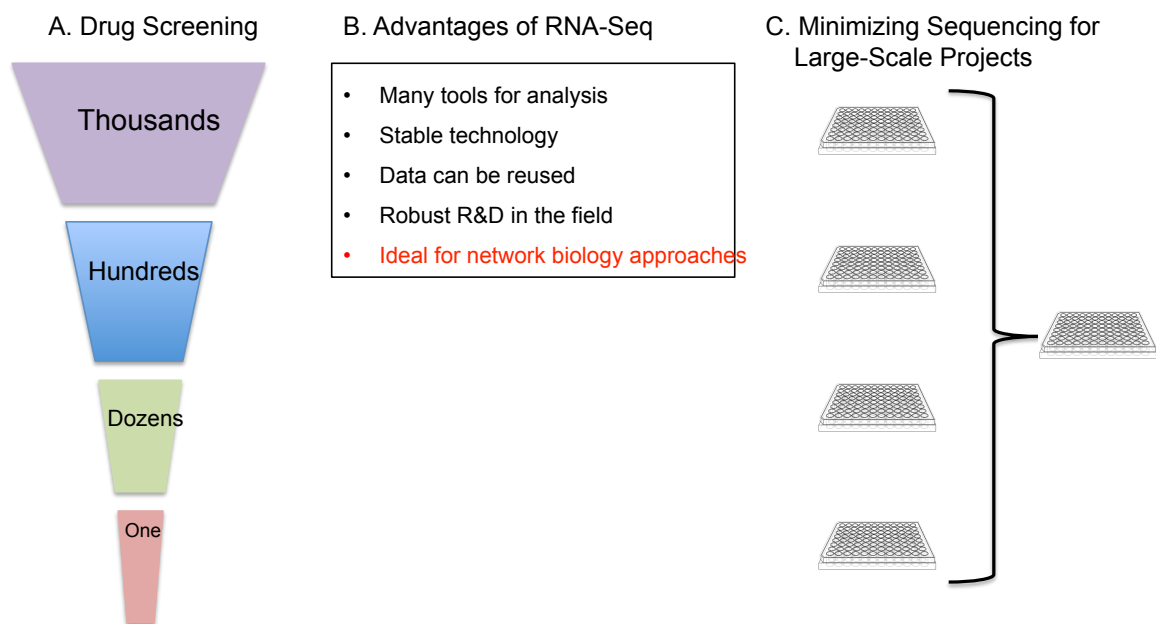 A. Drug Screening
Thousands
Hundreds
Dozens
One
B. Advantages of RNA-Seq
• Many tools for analysis
• Stable technology
• Data can be reused
• Robust R&D in the field
• Ideal for network biology approaches
C. Minimizing Sequencing for
Large-Scale Projects